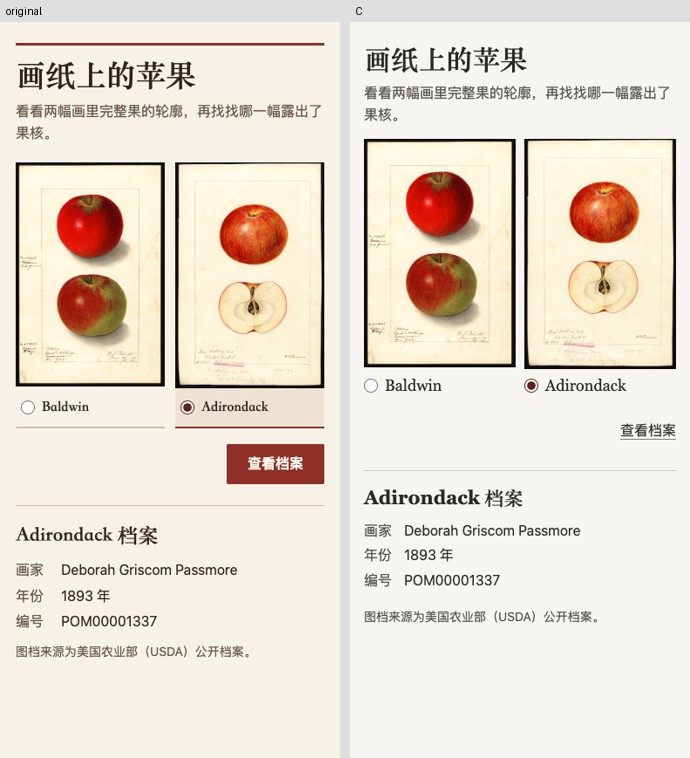 original
画纸上的苹果
看看两幅画里完整果的轮廓，再找找哪一幅露出了
果核。
Baldwin
Adirondack
查看档案
Adirondack 档案
画家 Deborah Griscom Passmore
年份 1893 年
编号 POM00001337
图档来源为美国农业部（USDA）公开档案。
C
画纸上的苹果
看看两幅画里完整果的轮廓，再找找哪一幅露出了
果核。
Baldwin
Adirondack
查看档案
Adirondack 档案
画家 Deborah Griscom Passmore
年份 1893 年
编号 POM00001337
图档来源为美国农业部（USDA）公开档案。